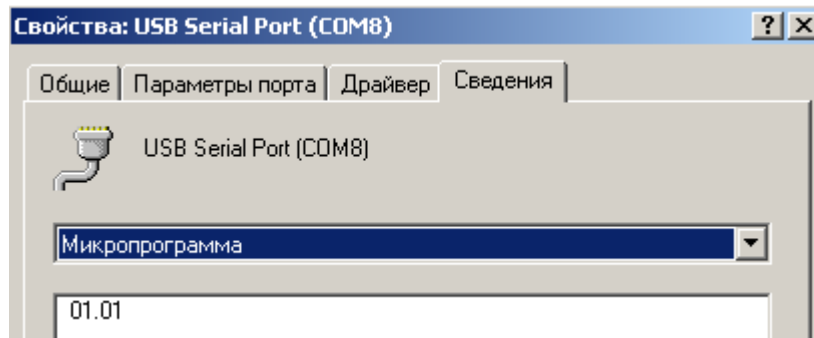 Свойства: USB Serial Port (COM8)
Общие Параметры порта Драйвер Сведения
USB Serial Port (COM8)
Микропрограмма
01.01